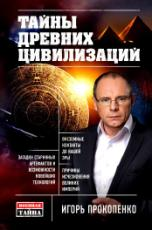 ТАЙНЫ
ДРЕВНИХ
ЦИВИЛИЗАЦИЙ
ВНЕЗЕМНЫЕ
КОНТАКТЫ
ДО НАШЕЙ
ЭРЫ
ЗАГАДКИ СТАРИННЫХ
АРТЕФАКТОВ И
ВОЗМОЖНОСТИ
НОВЕЙШИХ
ТЕХНОЛОГИЙ
ПРИЧИНЫ
ИСЧЕЗНОВЕНИЯ
ВЕЛИКИХ
ИМПЕРИЙ
ВОЕННАЯ
ТАЙНА
ИГОРЬ ПРОКОПЕНКО